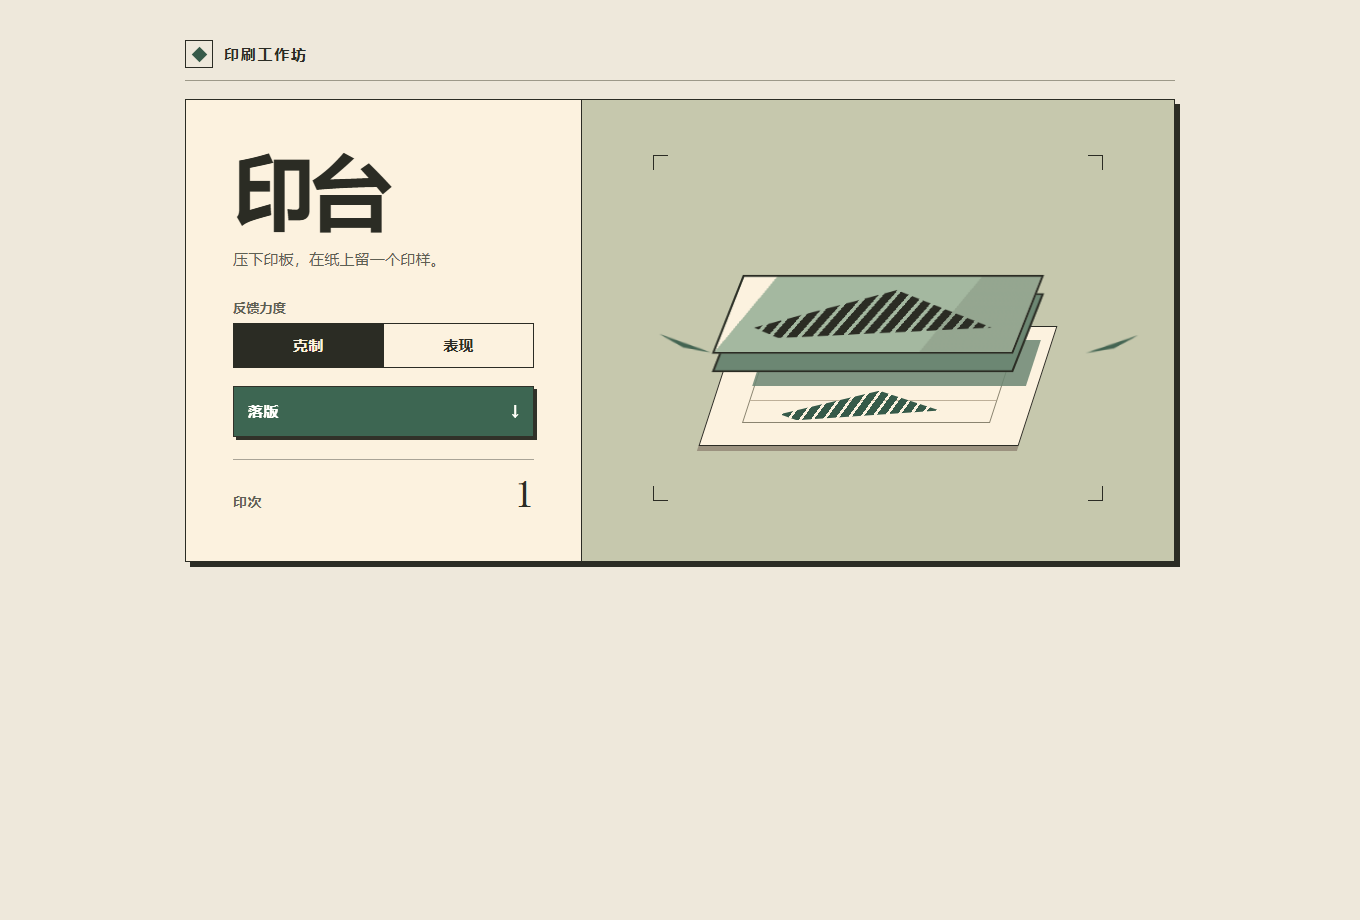 印刷工作坊
印台
压下印板，在纸上留一个印样。
反馈力度
克制
表现
落版 ↓
印次
1